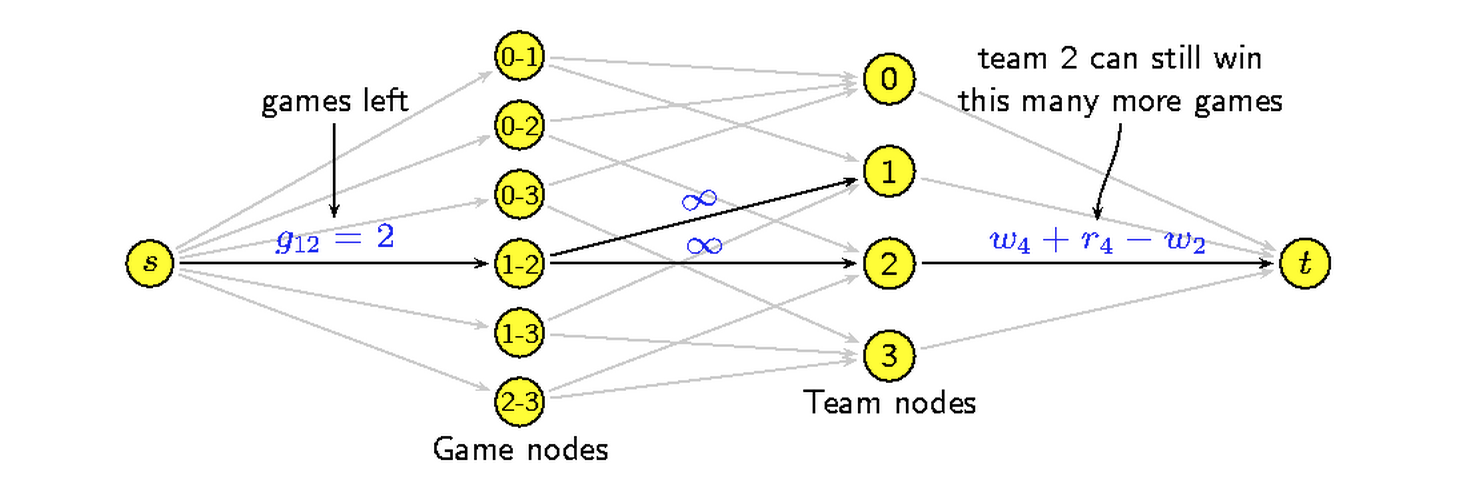 0-1
0
team 2 can still win
games left
this many more games
0-2
1
0-3
∞
g₁₂ = 2
∞
w₄ + r₄ − w₂
s
1-2
2
t
1-3
3
2-3
Team nodes
Game nodes